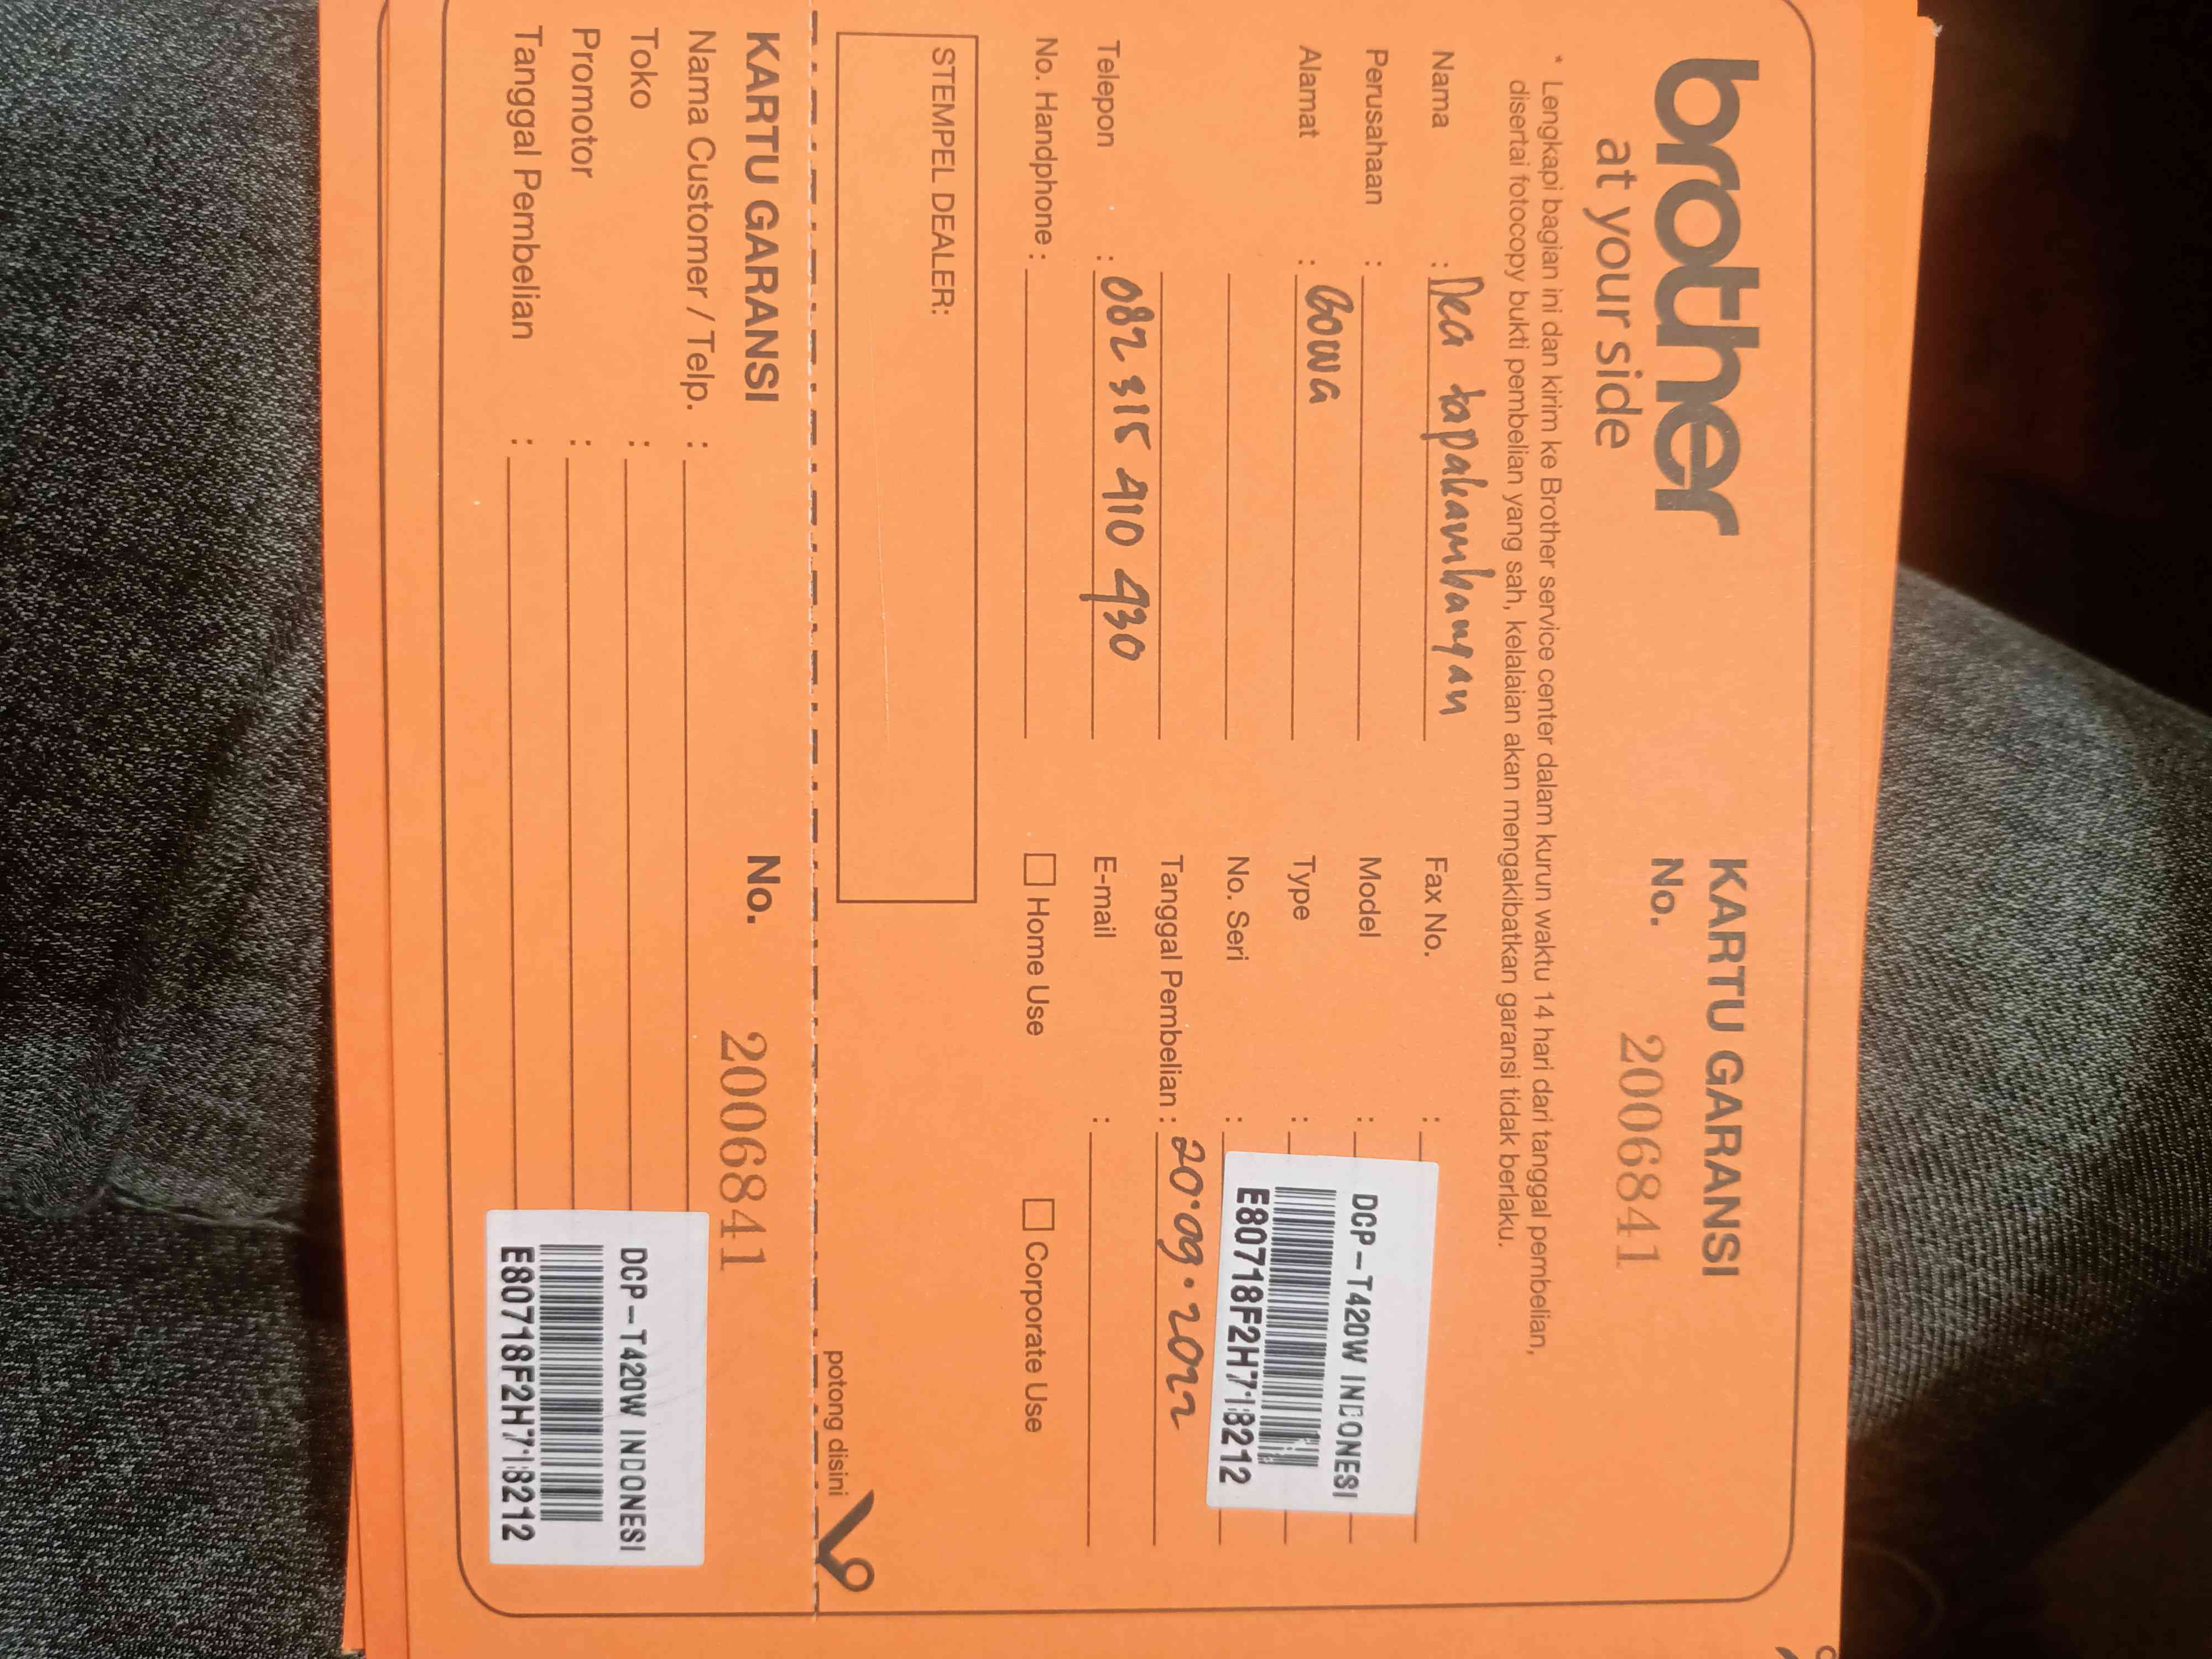 brother
at your side
KARTU GARANSI
No. 2006841
* Lengkapi bagian ini dan kirim ke Brother service center dalam kurun waktu 14 hari dari tanggal pembelian,
disertai fotocopy bukti pembelian yang sah, kelalaian akan mengakibatkan garansi tidak berlaku.
Nama : Dea tapakambangan
Perusahaan :
Alamat : Gowa
Telepon : 082 315 410 430
No. Handphone :
Fax No. :
Model :
Type :
No. Seri :
DCP-T420W INDONESI
E80718F2H718212
Tanggal Pembelian : 20.09.2022
E-mail :
Home Use Corporate Use
STEMPEL DEALER:
potong disini
KARTU GARANSI No. 2006841
Nama Customer / Telp. :
Toko :
Promotor :
Tanggal Pembelian :
DCP-T420W INDONESI
E80718F2H718212